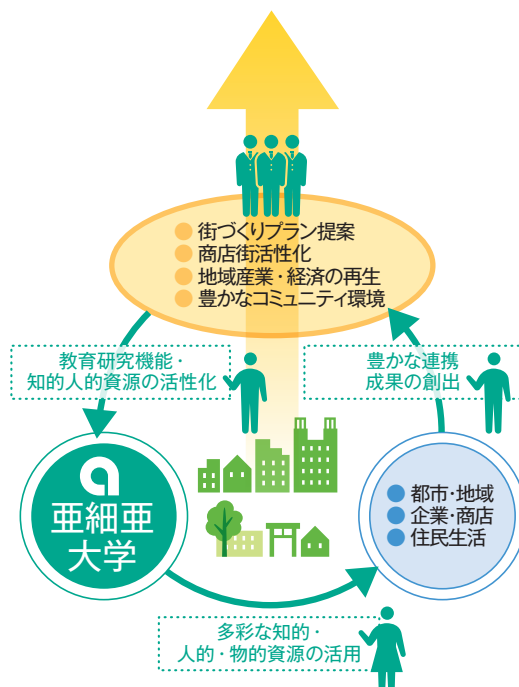 ● 街づくりプラン提案
● 商店街活性化
● 地域産業・経済の再生
● 豊かなコミュニティ環境
教育研究機能・
知的人的資源の活性化
豊かな連携
成果の創出
亜細亜
大学
● 都市・地域
● 企業・商店
● 住民生活
多彩な知的・
人的・物的資源の活用